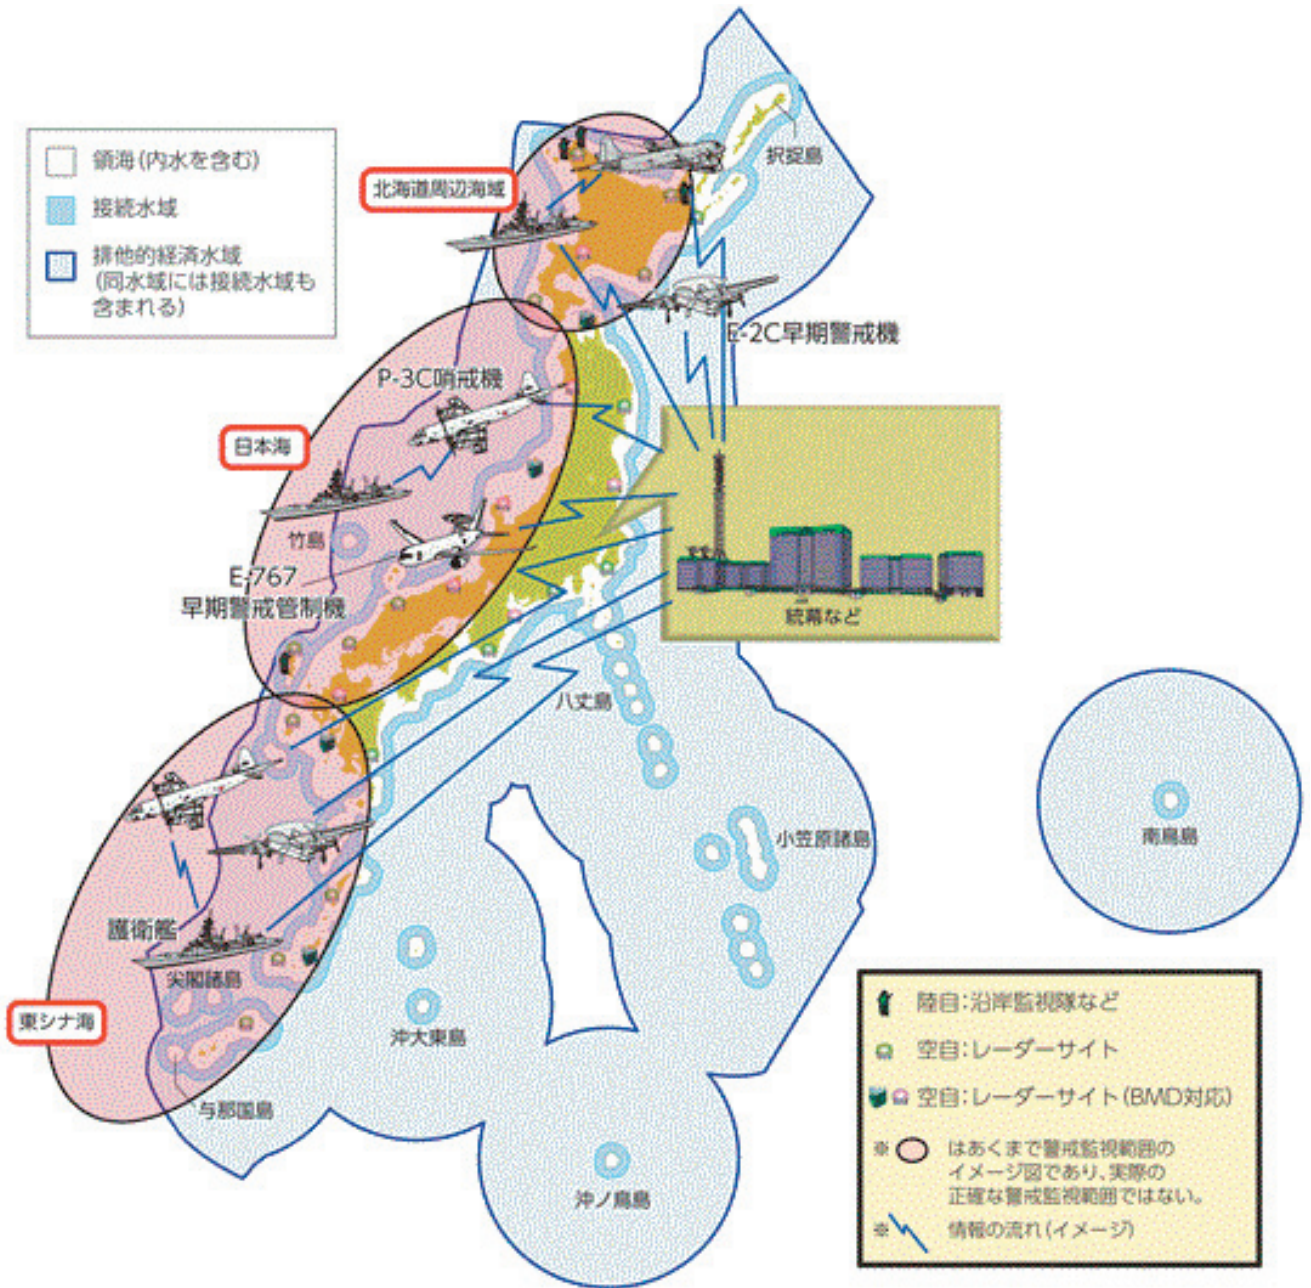 領海(内水を含む)
接続水域
排他的経済水域
(同水域には接続水域も
含まれる)
北海道周辺海域
択捉島
E-2C早期警戒機
P-3C哨戒機
日本海
竹島
E-767
早期警戒管制機
統幕など
八丈島
小笠原諸島
南鳥島
護衛艦
尖閣諸島
東シナ海
沖大東島
与那国島
沖ノ鳥島
陸自:沿岸監視隊など
空自:レーダーサイト
空自:レーダーサイト(BMD対応)
※ はあくまで警戒監視範囲の
イメージ図であり、実際の
正確な警戒監視範囲ではない。
※ 情報の流れ(イメージ)